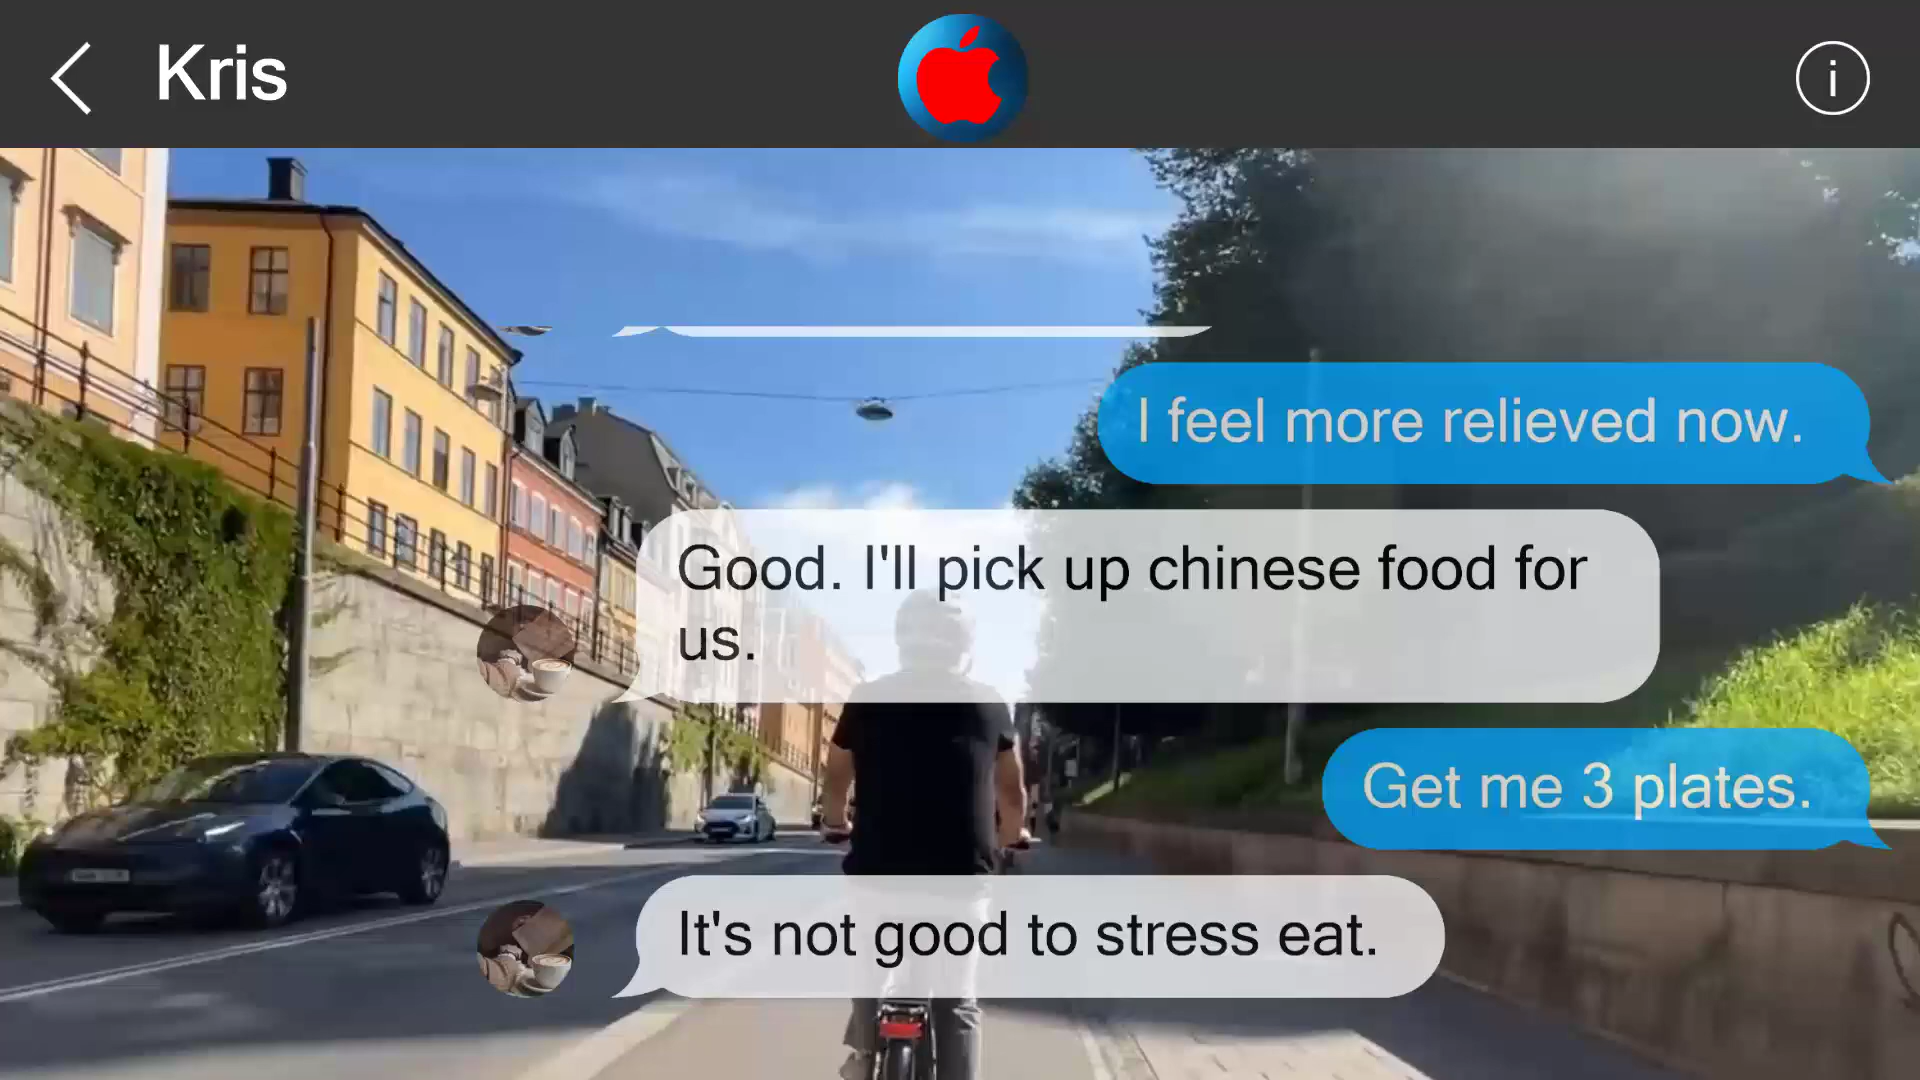 Kris
i
I feel more relieved now.
Good. I'll pick up chinese food for
us.
Get me 3 plates.
It's not good to stress eat.